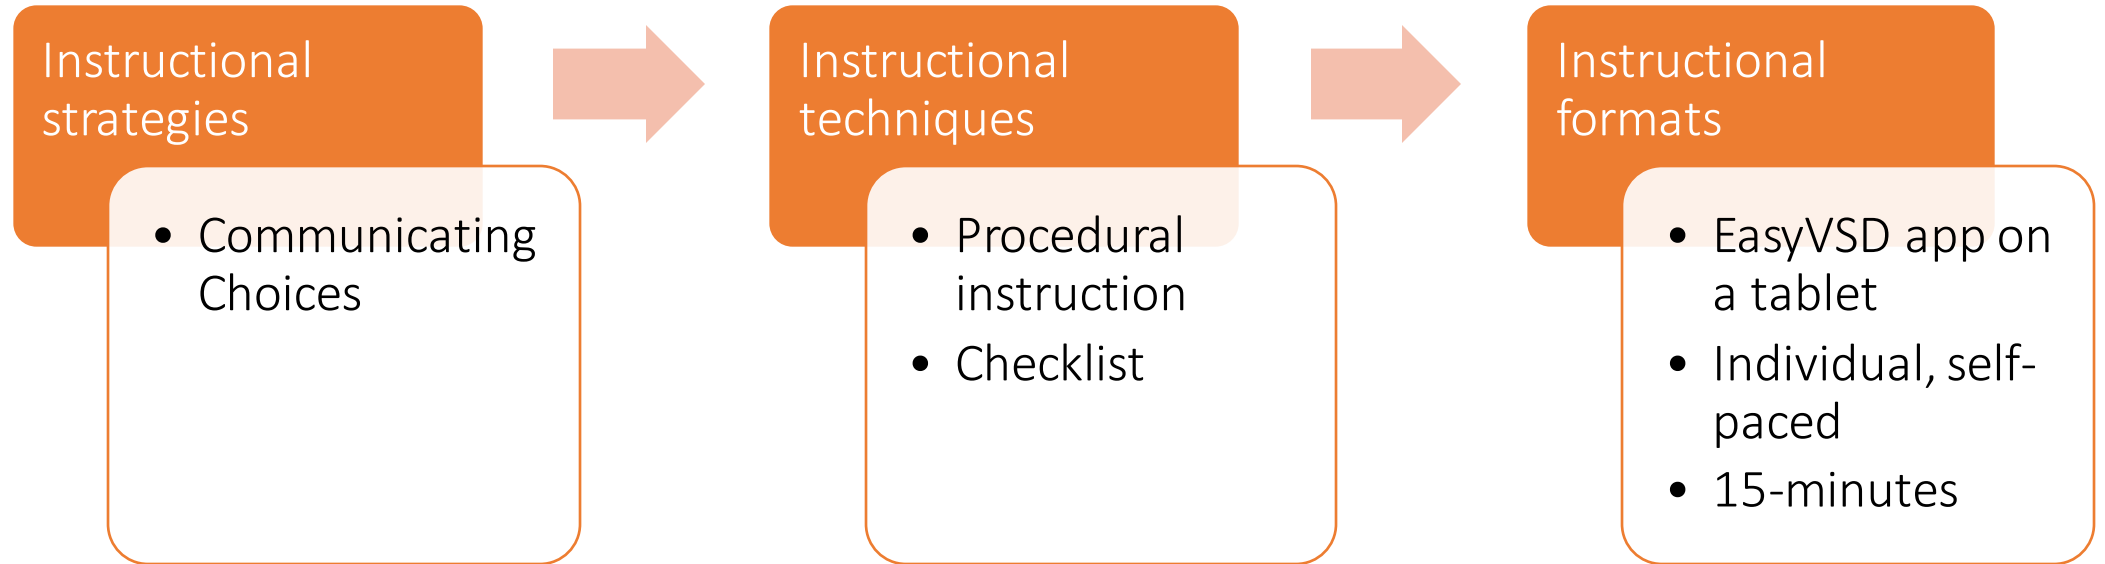 Instructional
strategies
• Communicating
Choices
Instructional
techniques
• Procedural
instruction
• Checklist
Instructional
formats
• EasyVSD app on
a tablet
• Individual, self-
paced
• 15-minutes